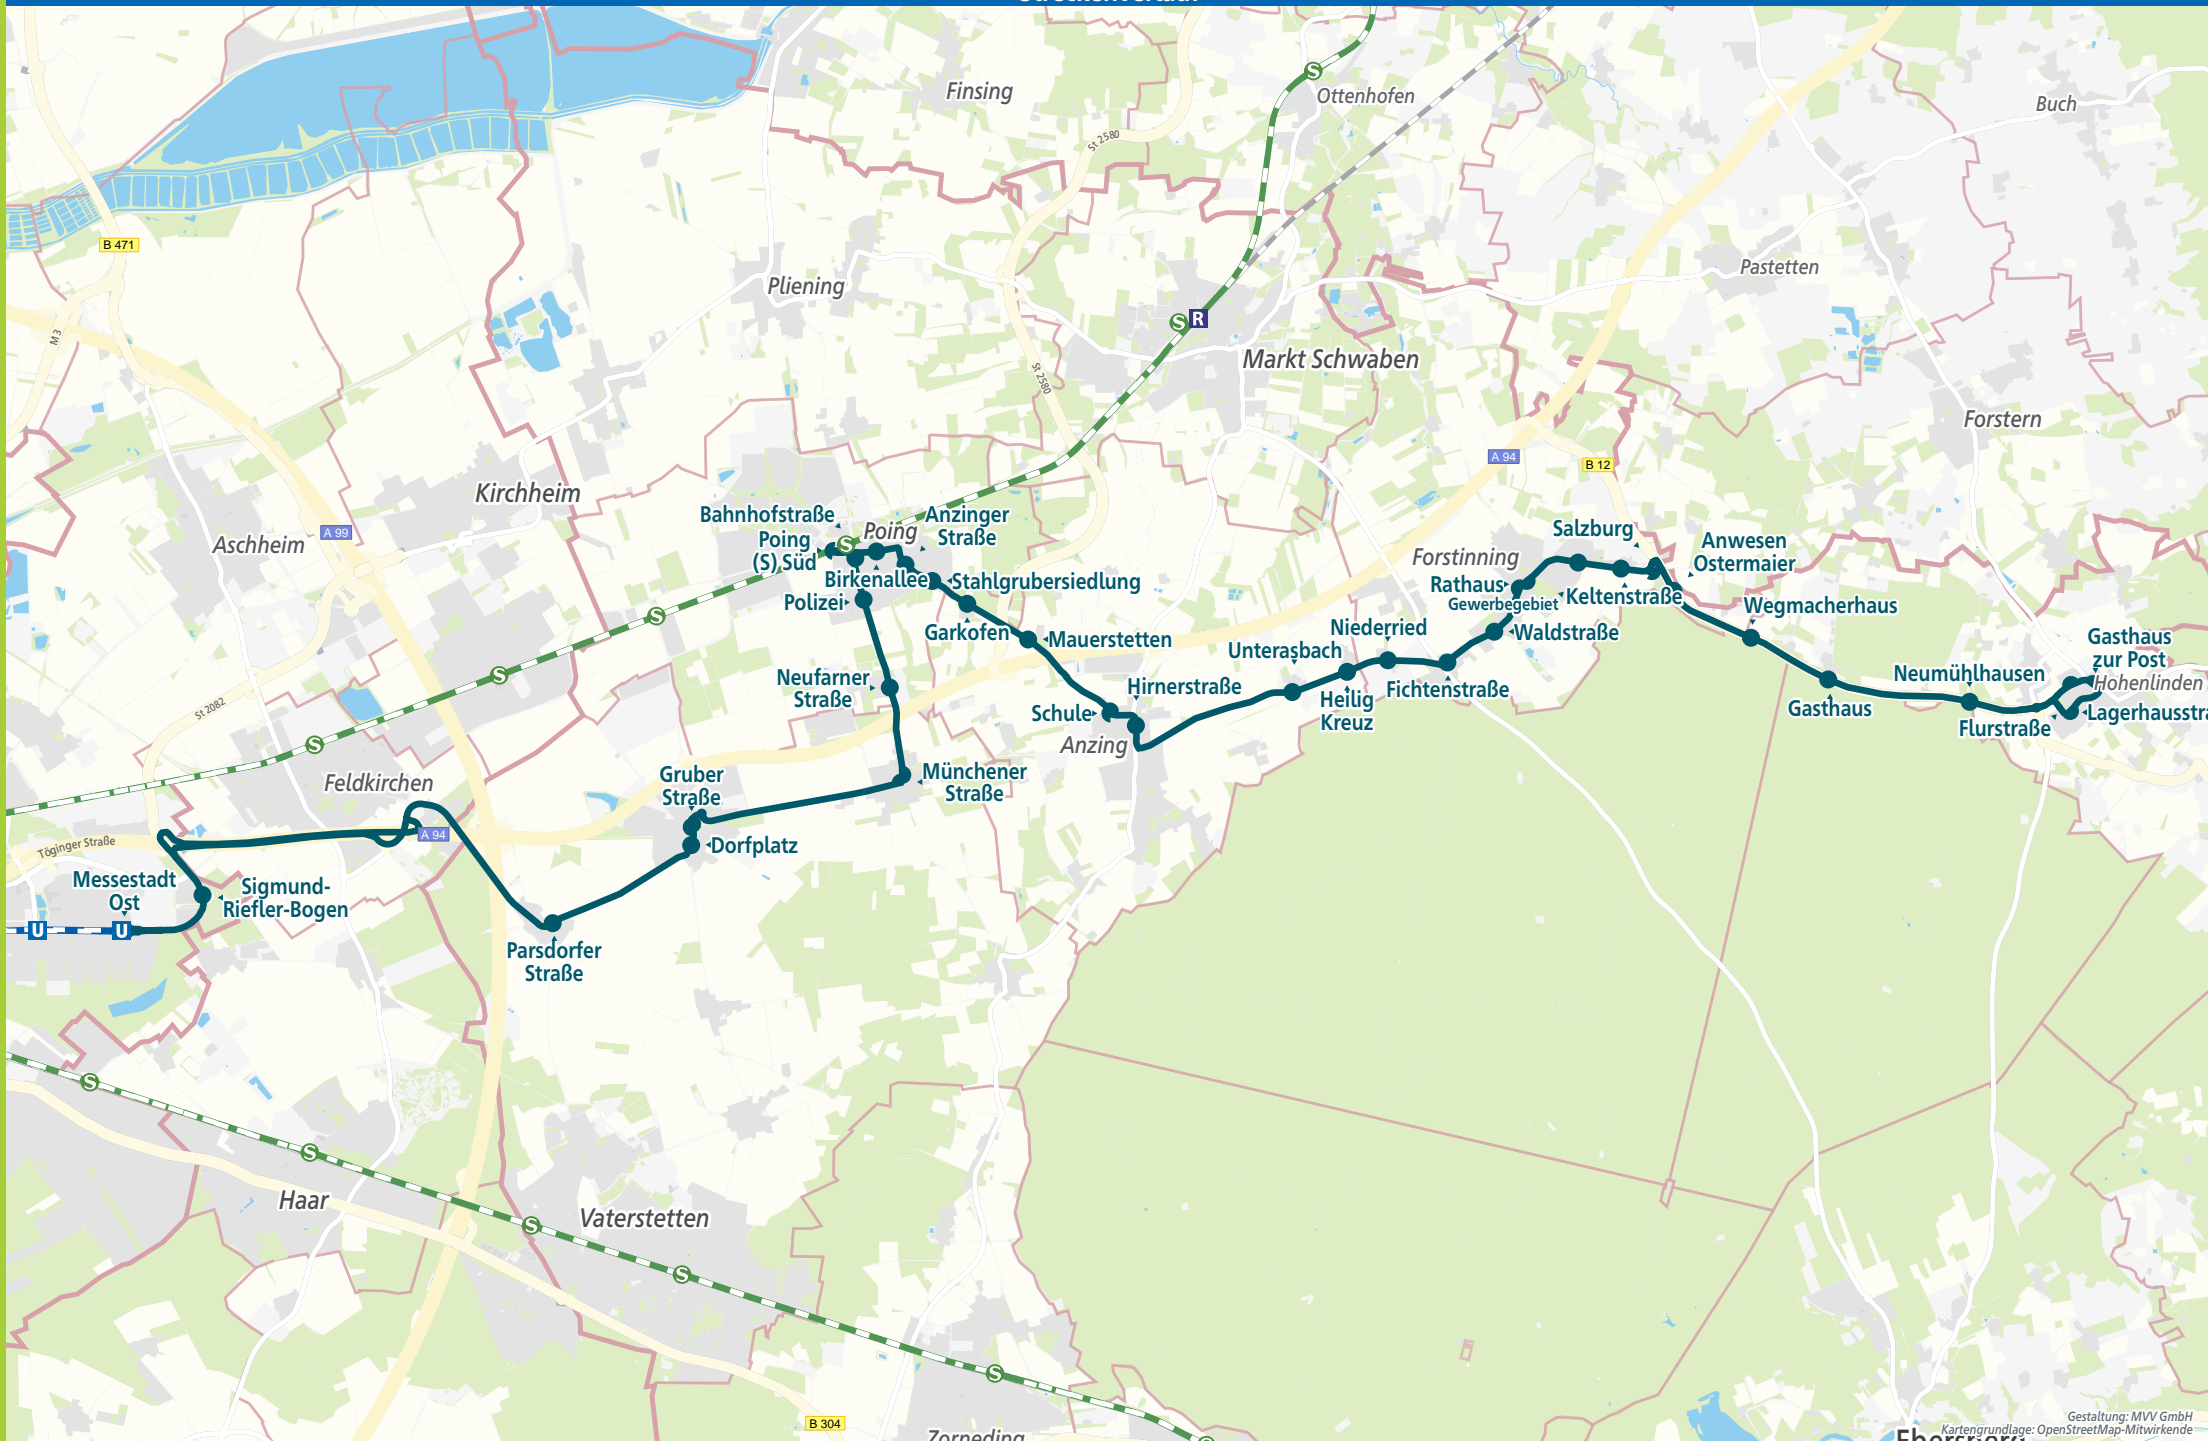 Finsing
Ottenhofen
Buch
St 2580
B 471
Pliening
Pastetten
M 3
S
R
Markt Schwaben
St 2580
Forstern
A 94
B 12
Kirchheim
Bahnhofstraße
Poing
(S) Süd
Poing
Anzinger
Straße
A 99
Aschheim
Salzburg
Anwesen
Ostermaier
Forstinning
Birkenallee
Stahlgrubersiedlung
Rathaus
Gewerbegebiet
Keltenstraße
Polizei
Wegmacherhaus
Garkofen
Mauerstetten
Niederried
Waldstraße
Unterasbach
Gasthaus
zur Post
Neufarner
Straße
Hirnerstraße
Heilig
Kreuz
Fichtenstraße
Neumühlhausen
Hohenlinden
St 2082
Schule
Gasthaus
Flurstraße
Anzing
Feldkirchen
Gruber
Straße
Münchener
Straße
A 94
Töginger Straße
Dorfplatz
Messestadt
Ost
Sigmund-
Riefler-Bogen
U
U
Parsdorfer
Straße
S
S
S
S
S
S
S
S
S
S
Haar
Vaterstetten
B 304
Gestaltung: MVV GmbH
Kartengrundlage: OpenStreetMap-Mitwirkende